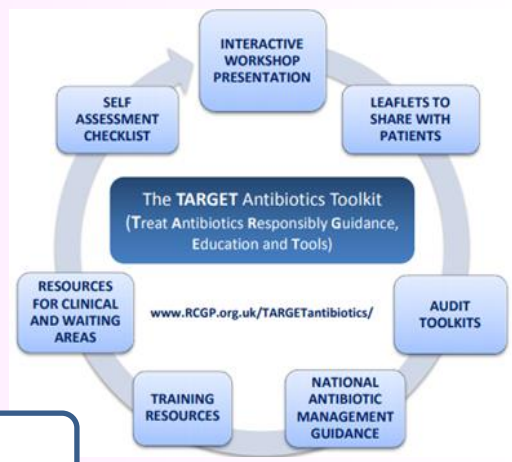 INTERACTIVE
WORKSHOP
PRESENTATION
LEAFLETS TO
SHARE WITH
PATIENTS
AUDIT
TOOLKITS
NATIONAL
ANTIBIOTIC
MANAGEMENT
GUIDANCE
TRAINING
RESOURCES
RESOURCES
FOR CLINICAL
AND WAITING
AREAS
SELF
ASSESSMENT
CHECKLIST
The TARGET Antibiotics Toolkit
(Treat Antibiotics Responsibly Guidance,
Education and Tools)
www.RCGP.org.uk/TARGETantibiotics/